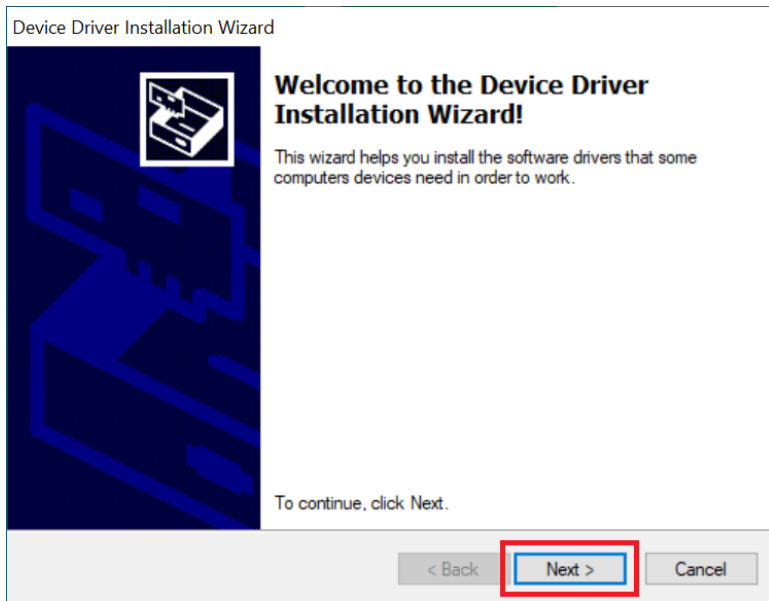 Device Driver Installation Wizard
Welcome to the Device Driver
Installation Wizard!
This wizard helps you install the software drivers that some
computers devices need in order to work.
To continue, click Next.
< Back
Next >
Cancel